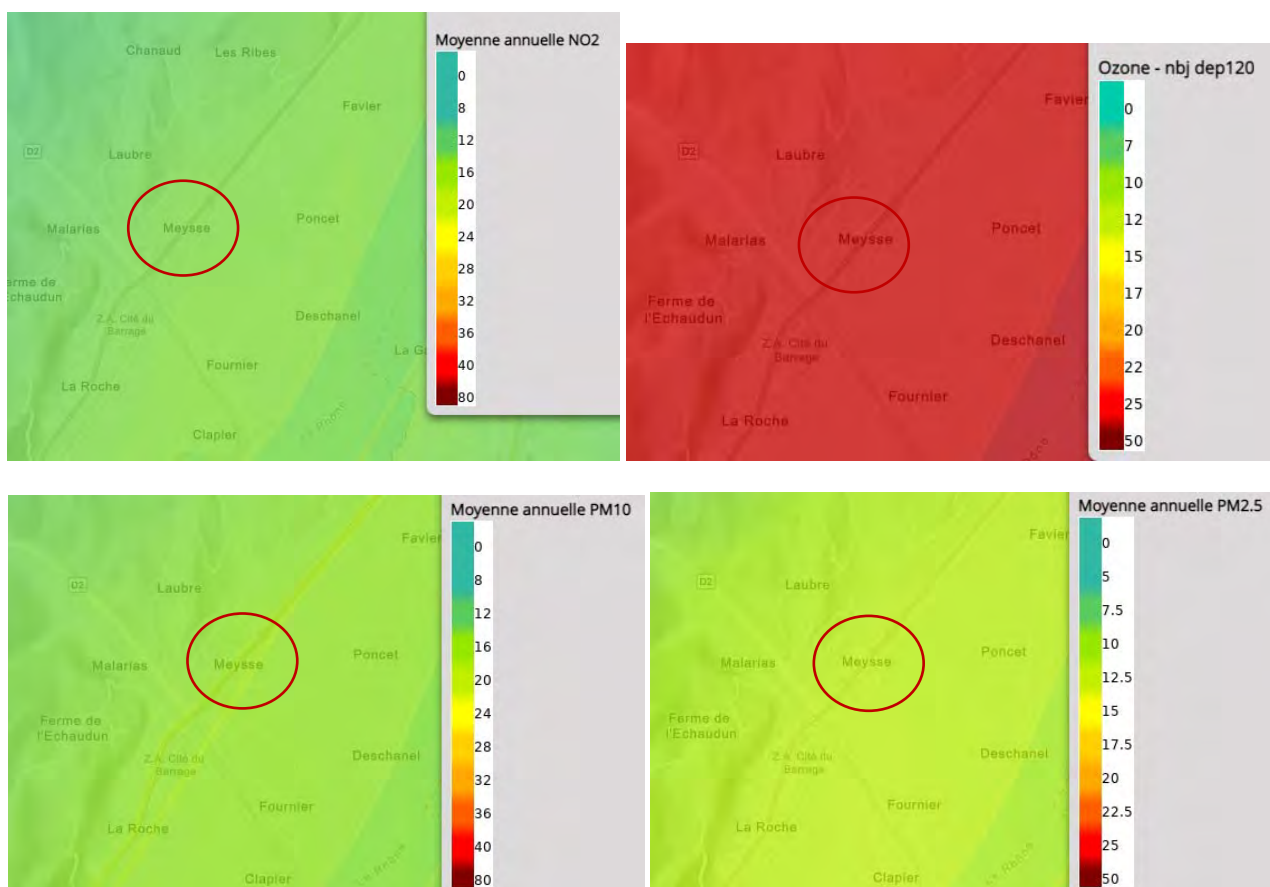 Moyenne annuelle NO2
Chanaud
Les Ribes
Favier
D2
Laubre
Malarias
Meysse
Poncet
erme de
chaudun
Z.A. Cité du
Barrage
Deschanel
La G
Fournier
La Roche
Clapier
0
8
12
16
20
24
28
32
36
40
80
Ozone - nbj dep120
Favier
D2
Laubre
Malarias
Meysse
Poncet
Ferme de
l'Echaudun
Z.A. Cité du
Barrage
Deschanel
Fournier
La Roche
0
7
10
12
15
17
20
22
25
50
Moyenne annuelle PM10
Favier
D2
Laubre
Malarias
Meysse
Poncet
Ferme de
l'Echaudun
Z.A. Cité du
Barrage
Deschanel
Fournier
La Roche
Clapier
0
8
12
16
20
24
28
32
36
40
80
Moyenne annuelle PM2.5
Favier
D2
Laubre
Malarias
Meysse
Poncet
Ferme de
l'Echaudun
Z.A. Cité du
Barrage
Deschanel
Fournier
La Roche
Clapier
0
5
7.5
10
12.5
15
17.5
20
22.5
25
50